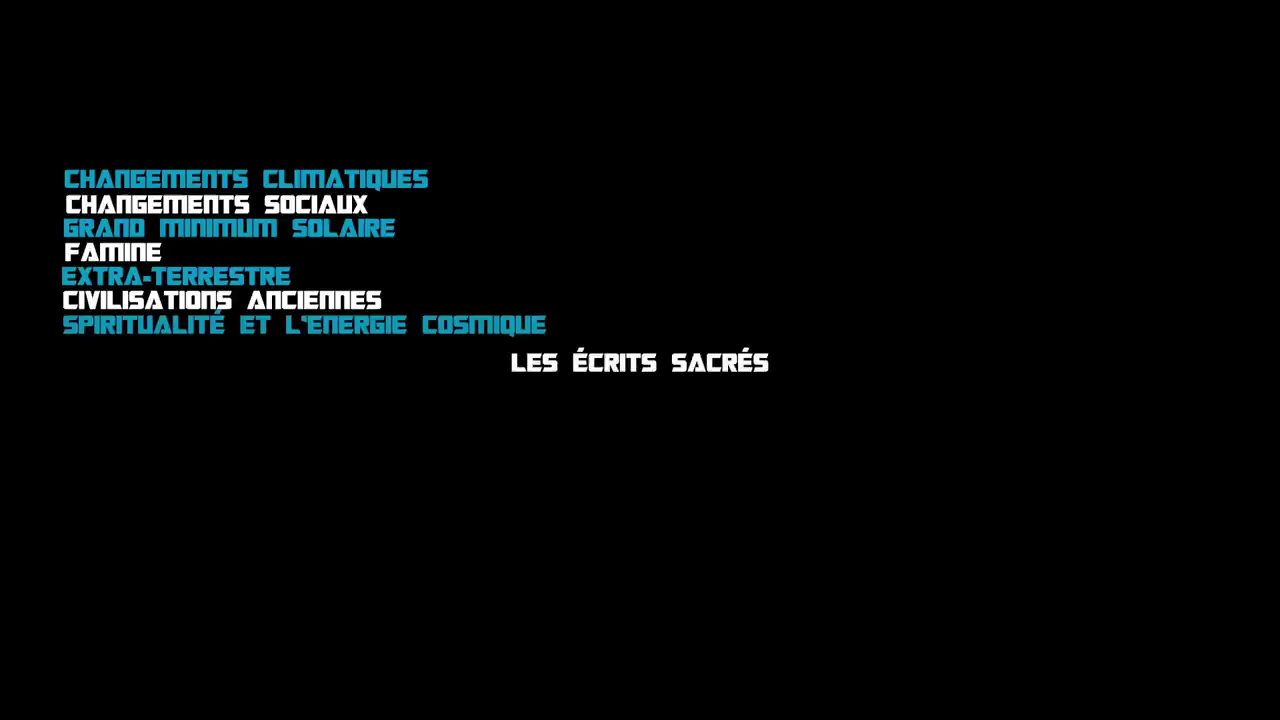 CHANGEMENTS CLIMATIQUES
CHANGEMENTS SOCIAUX
GRAND MINIMUM SOLAIRE
FAMINE
EXTRA-TERRESTRE
CIVILISATIONS ANCIENNES
SPIRITUALITÉ ET L'ENERGIE COSMIQUE
LES ÉCRITS SACRÉS